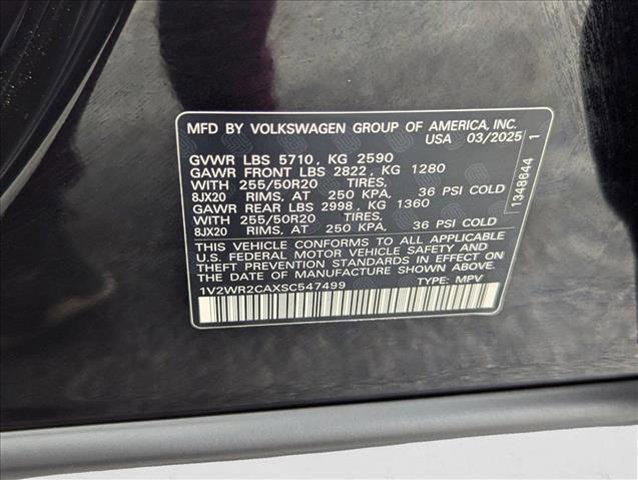 MFD BY VOLKSWAGEN GROUP OF AMERICA, INC.
USA 03/2025
GVWR LBS 5710, KG 2590
GAWR FRONT LBS 2822, KG 1280
WITH 255/50R20 TIRES,
8JX20 RIMS, AT 250 KPA. 36 PSI COLD
GAWR REAR LBS 2998, KG 1360
WITH 255/50R20 TIRES,
8JX20 RIMS, AT 250 KPA. 36 PSI COLD
THIS VEHICLE CONFORMS TO ALL APPLICABLE
U.S. FEDERAL MOTOR VEHICLE SAFETY AND
THEFT PREVENTION STANDARDS IN EFFECT ON
THE DATE OF MANUFACTURE SHOWN ABOVE.
1V2WR2CAXSC547499 TYPE: MPV
1348644 1